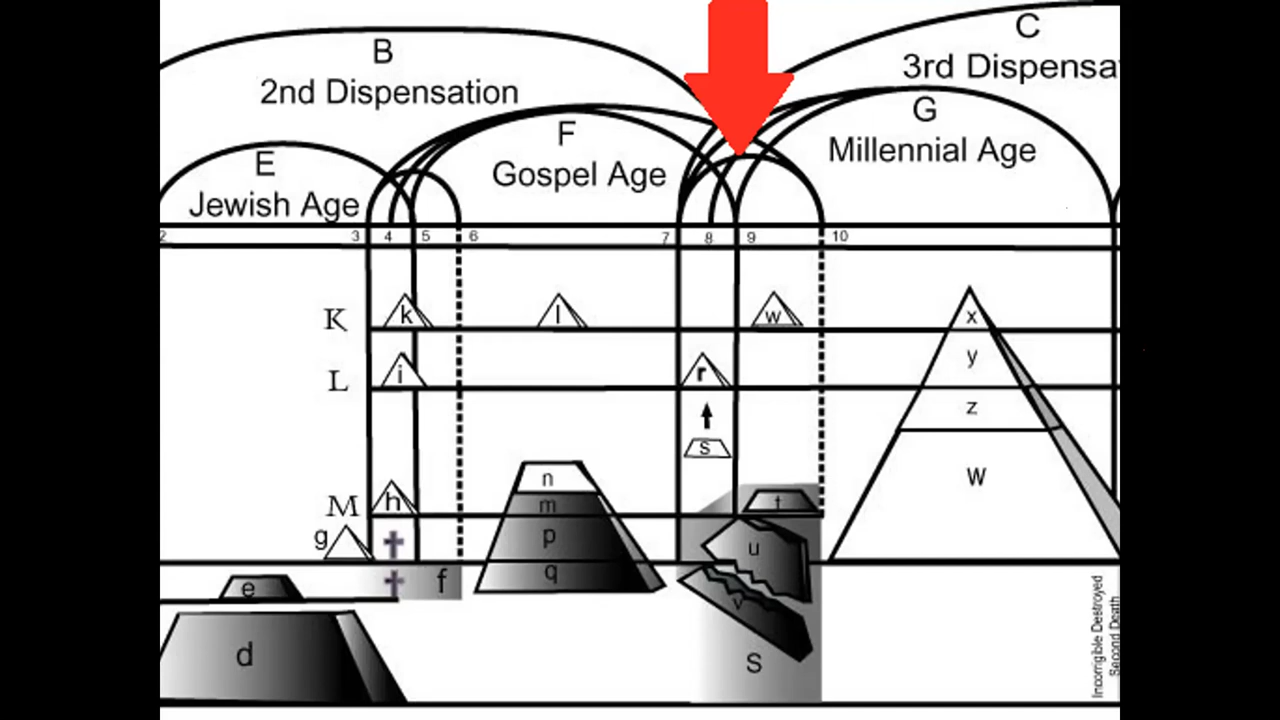 B
C
2nd Dispensation
3rd Dispensa
E
F
G
Jewish Age
Gospel Age
Millennial Age
2 3 4 5 6 7 8 9 10
K k l w x
y
L i r
z
s
w
n
M h m t
g p u
e f q
v
d S
Incorrigible Destroyed
Second Death